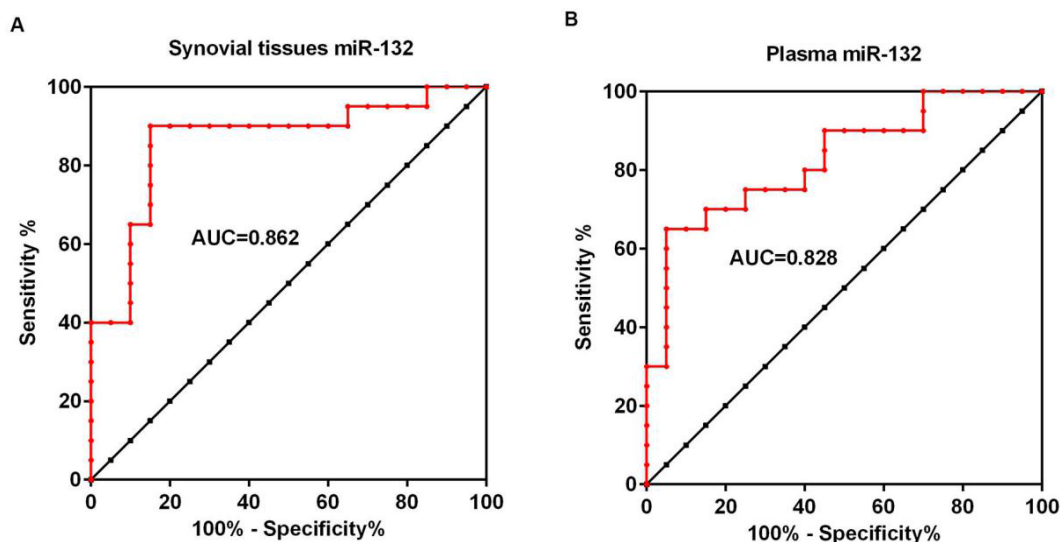 A
Synovial tissues miR-132
100
80
60
40
20
0
Sensitivity %
AUC=0.862
0 20 40 60 80 100
100% - Specificity%
B
Plasma miR-132
100
80
60
40
20
0
Sensitivity %
AUC=0.828
0 20 40 60 80 100
100% - Specificity%